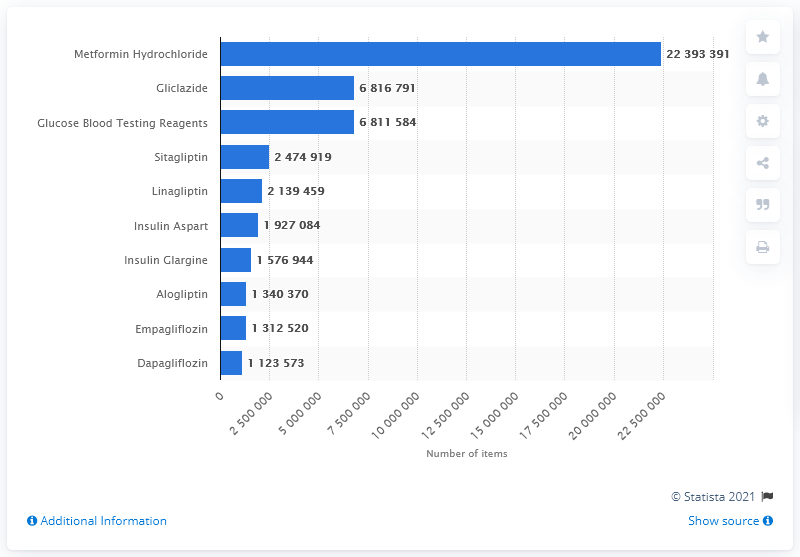 Metformin Hydrochloride 22 393 391
Gliclazide 6 816 791
Glucose Blood Testing Reagents 6 811 584
Sitagliptin 2 474 919
Linagliptin 2 139 459
Insulin Aspart 1 927 084
Insulin Glargine 1 576 944
Alogliptin 1 340 370
Empagliflozin 1 312 520
Dapagliflozin 1 123 573
0 2 500 000 5 000 000 7 500 000 10 000 000 12 500 000 15 000 000 17 500 000 20 000 000 22 500 000
Number of items
© Statista 2021
Additional Information Show source